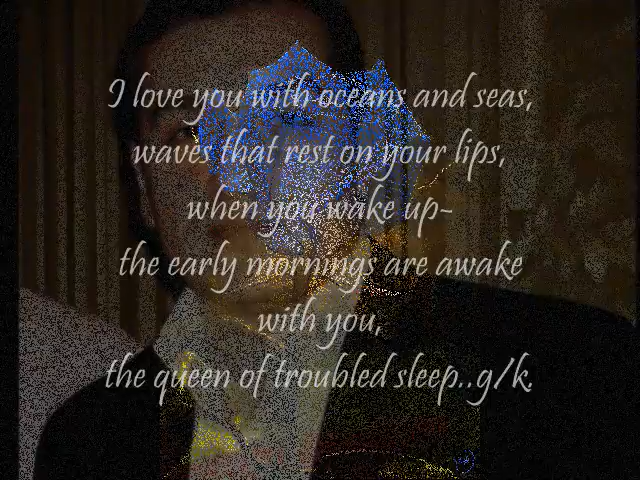 I love you with oceans and seas,
waves that rest on your lips,
when you wake up-
the early mornings are awake
with you,
the queen of troubled sleep..g/k.